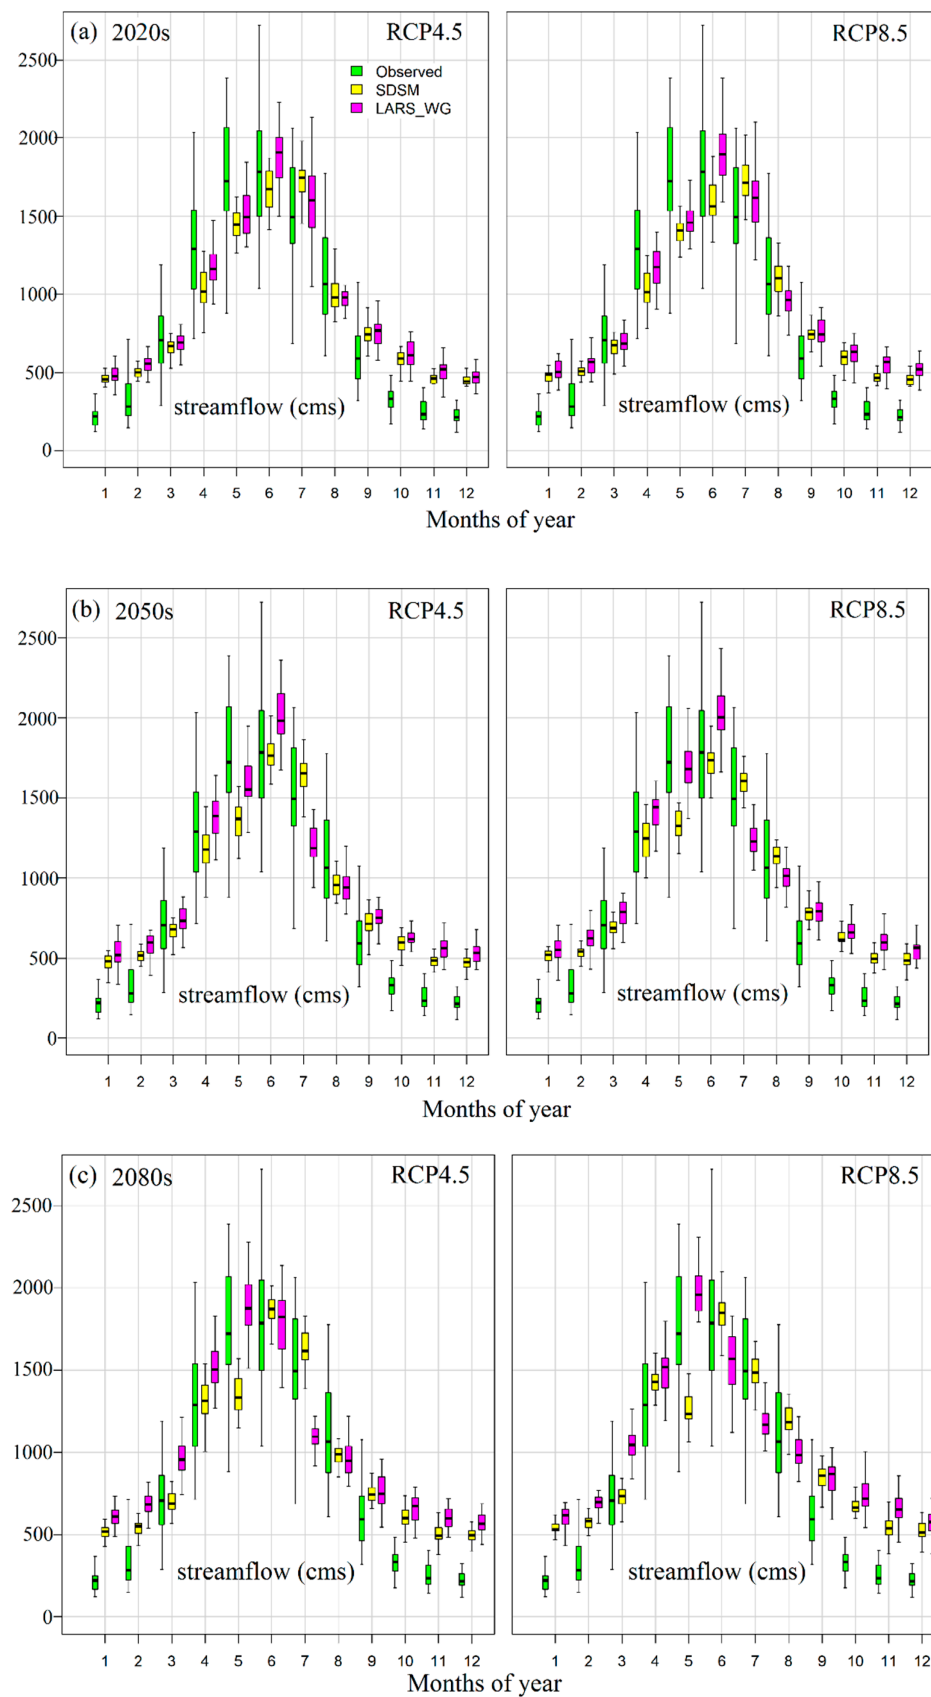 (a) 2020s RCP4.5 RCP8.5
Observed
SDSM
LARS_WG
2500
2000
1500
1000
500
0
streamflow (cms) streamflow (cms)
1 2 3 4 5 6 7 8 9 10 11 12 1 2 3 4 5 6 7 8 9 10 11 12
Months of year
(b) 2050s RCP4.5 RCP8.5
2500
2000
1500
1000
500
0
streamflow (cms) streamflow (cms)
1 2 3 4 5 6 7 8 9 10 11 12 1 2 3 4 5 6 7 8 9 10 11 12
Months of year
(c) 2080s RCP4.5 RCP8.5
2500
2000
1500
1000
500
0
streamflow (cms) streamflow (cms)
1 2 3 4 5 6 7 8 9 10 11 12 1 2 3 4 5 6 7 8 9 10 11 12
Months of year